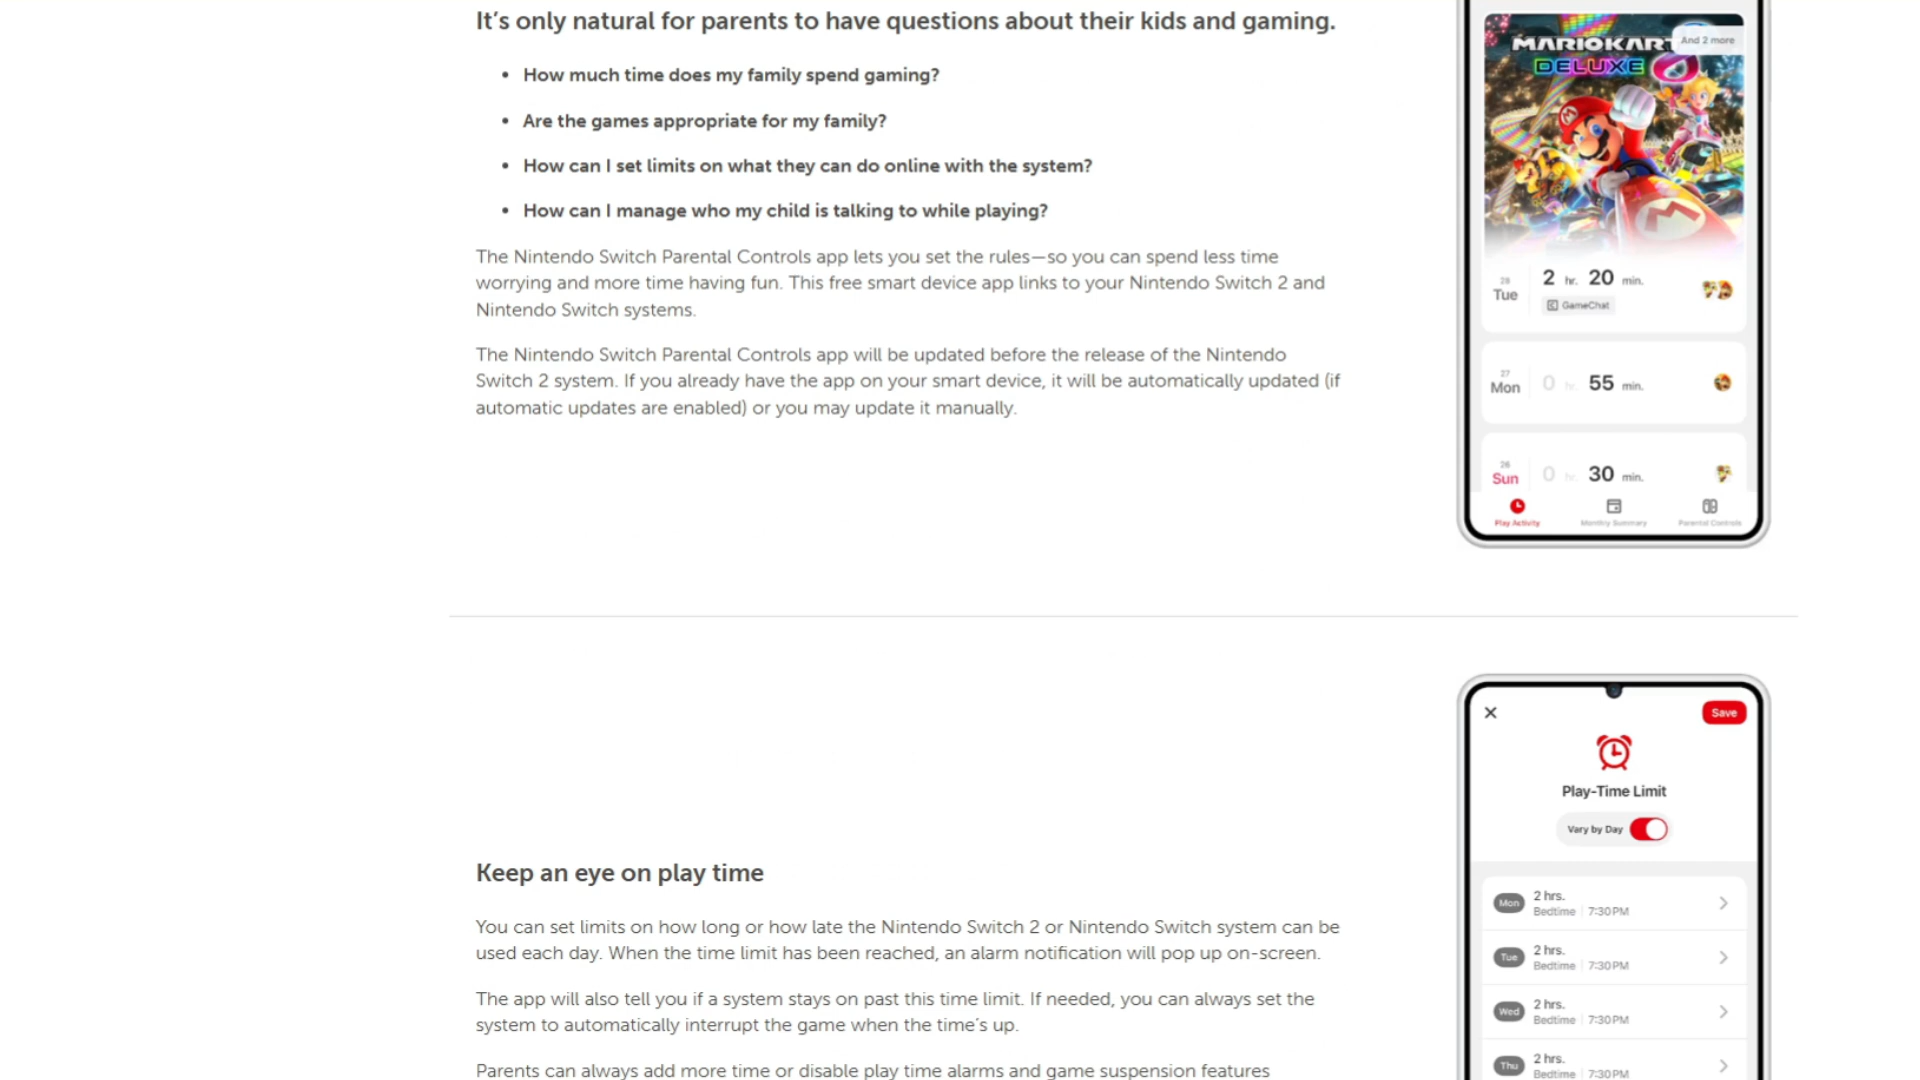 It’s only natural for parents to have questions about their kids and gaming.
• How much time does my family spend gaming?
• Are the games appropriate for my family?
• How can I set limits on what they can do online with the system?
• How can I manage who my child is talking to while playing?
The Nintendo Switch Parental Controls app lets you set the rules—so you can spend less time
worrying and more time having fun. This free smart device app links to your Nintendo Switch 2 and
Nintendo Switch systems.
The Nintendo Switch Parental Controls app will be updated before the release of the Nintendo
Switch 2 system. If you already have the app on your smart device, it will be automatically updated (if
automatic updates are enabled) or you may update it manually.
MARIOKART
And 2 more
DELUXE 8
28
Tue
2 hr. 20 min.
GameChat
27
Mon
0 hr. 55 min.
26
Sun
0 hr. 30 min.
Play Activity
Monthly Summary
Parental Controls
Keep an eye on play time
You can set limits on how long or how late the Nintendo Switch 2 or Nintendo Switch system can be
used each day. When the time limit has been reached, an alarm notification will pop up on-screen.
The app will also tell you if a system stays on past this time limit. If needed, you can always set the
system to automatically interrupt the game when the time’s up.
Parents can always add more time or disable play time alarms and game suspension features
Save
Play-Time Limit
Vary by Day
Mon
2 hrs.
Bedtime | 7:30PM
Tue
2 hrs.
Bedtime | 7:30PM
Wed
2 hrs.
Bedtime | 7:30PM
Thu
2 hrs.
Bedtime | 7:30PM